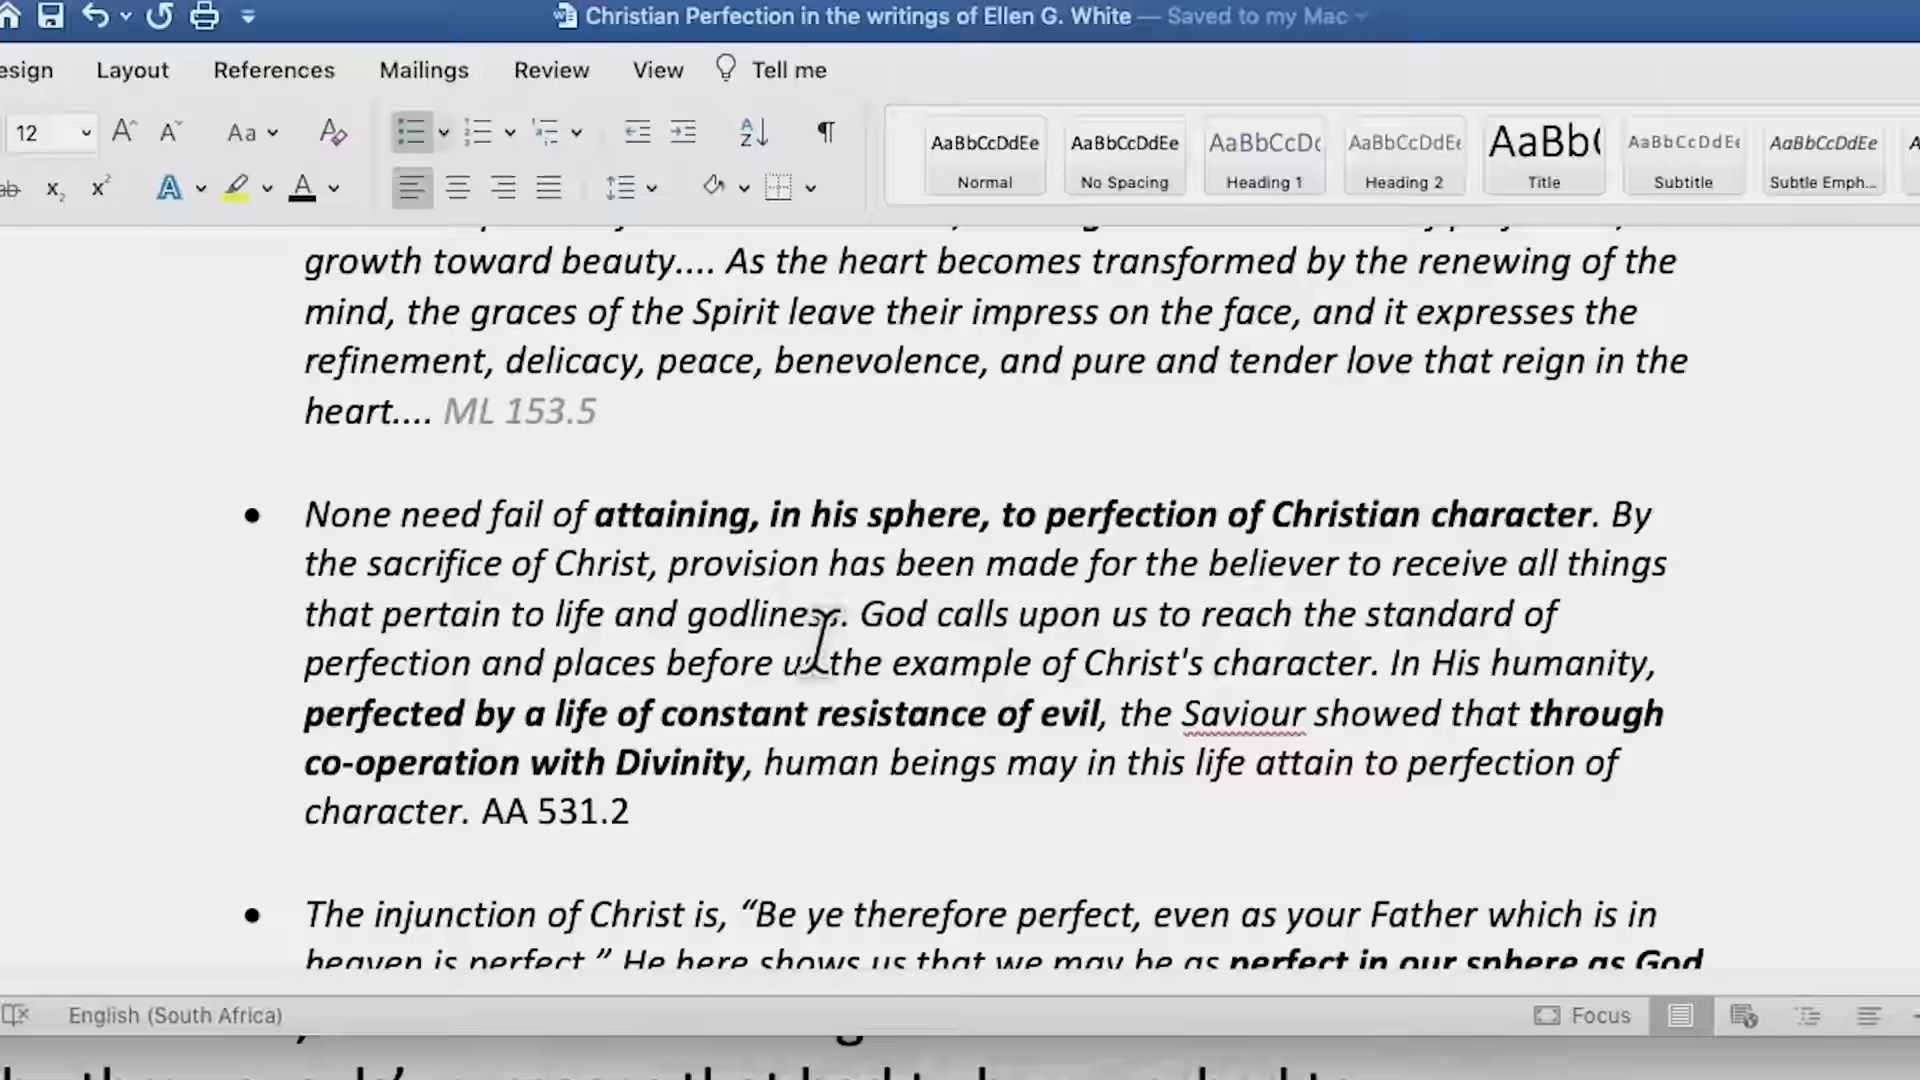 Christian Perfection in the writings of Ellen G. White — Saved to my Mac
esign Layout References Mailings Review View Tell me
12 Aa
AaBbCcDdEe AaBbCcDdEe AaBbCcDc AaBbCcDdEe AaBb( AaBbCcDdEe AaBbCcDdEe
Normal No Spacing Heading 1 Heading 2 Title Subtitle Subtle Emph...
growth toward beauty.... As the heart becomes transformed by the renewing of the
mind, the graces of the Spirit leave their impress on the face, and it expresses the
refinement, delicacy, peace, benevolence, and pure and tender love that reign in the
heart.... ML 153.5
• None need fail of attaining, in his sphere, to perfection of Christian character. By
the sacrifice of Christ, provision has been made for the believer to receive all things
that pertain to life and godliness. God calls upon us to reach the standard of
perfection and places before us the example of Christ's character. In His humanity,
perfected by a life of constant resistance of evil, the Saviour showed that through
co-operation with Divinity, human beings may in this life attain to perfection of
character. AA 531.2
• The injunction of Christ is, “Be ye therefore perfect, even as your Father which is in
heaven is perfect.” He here shows us that we may be as perfect in our sphere as God
English (South Africa) Focus